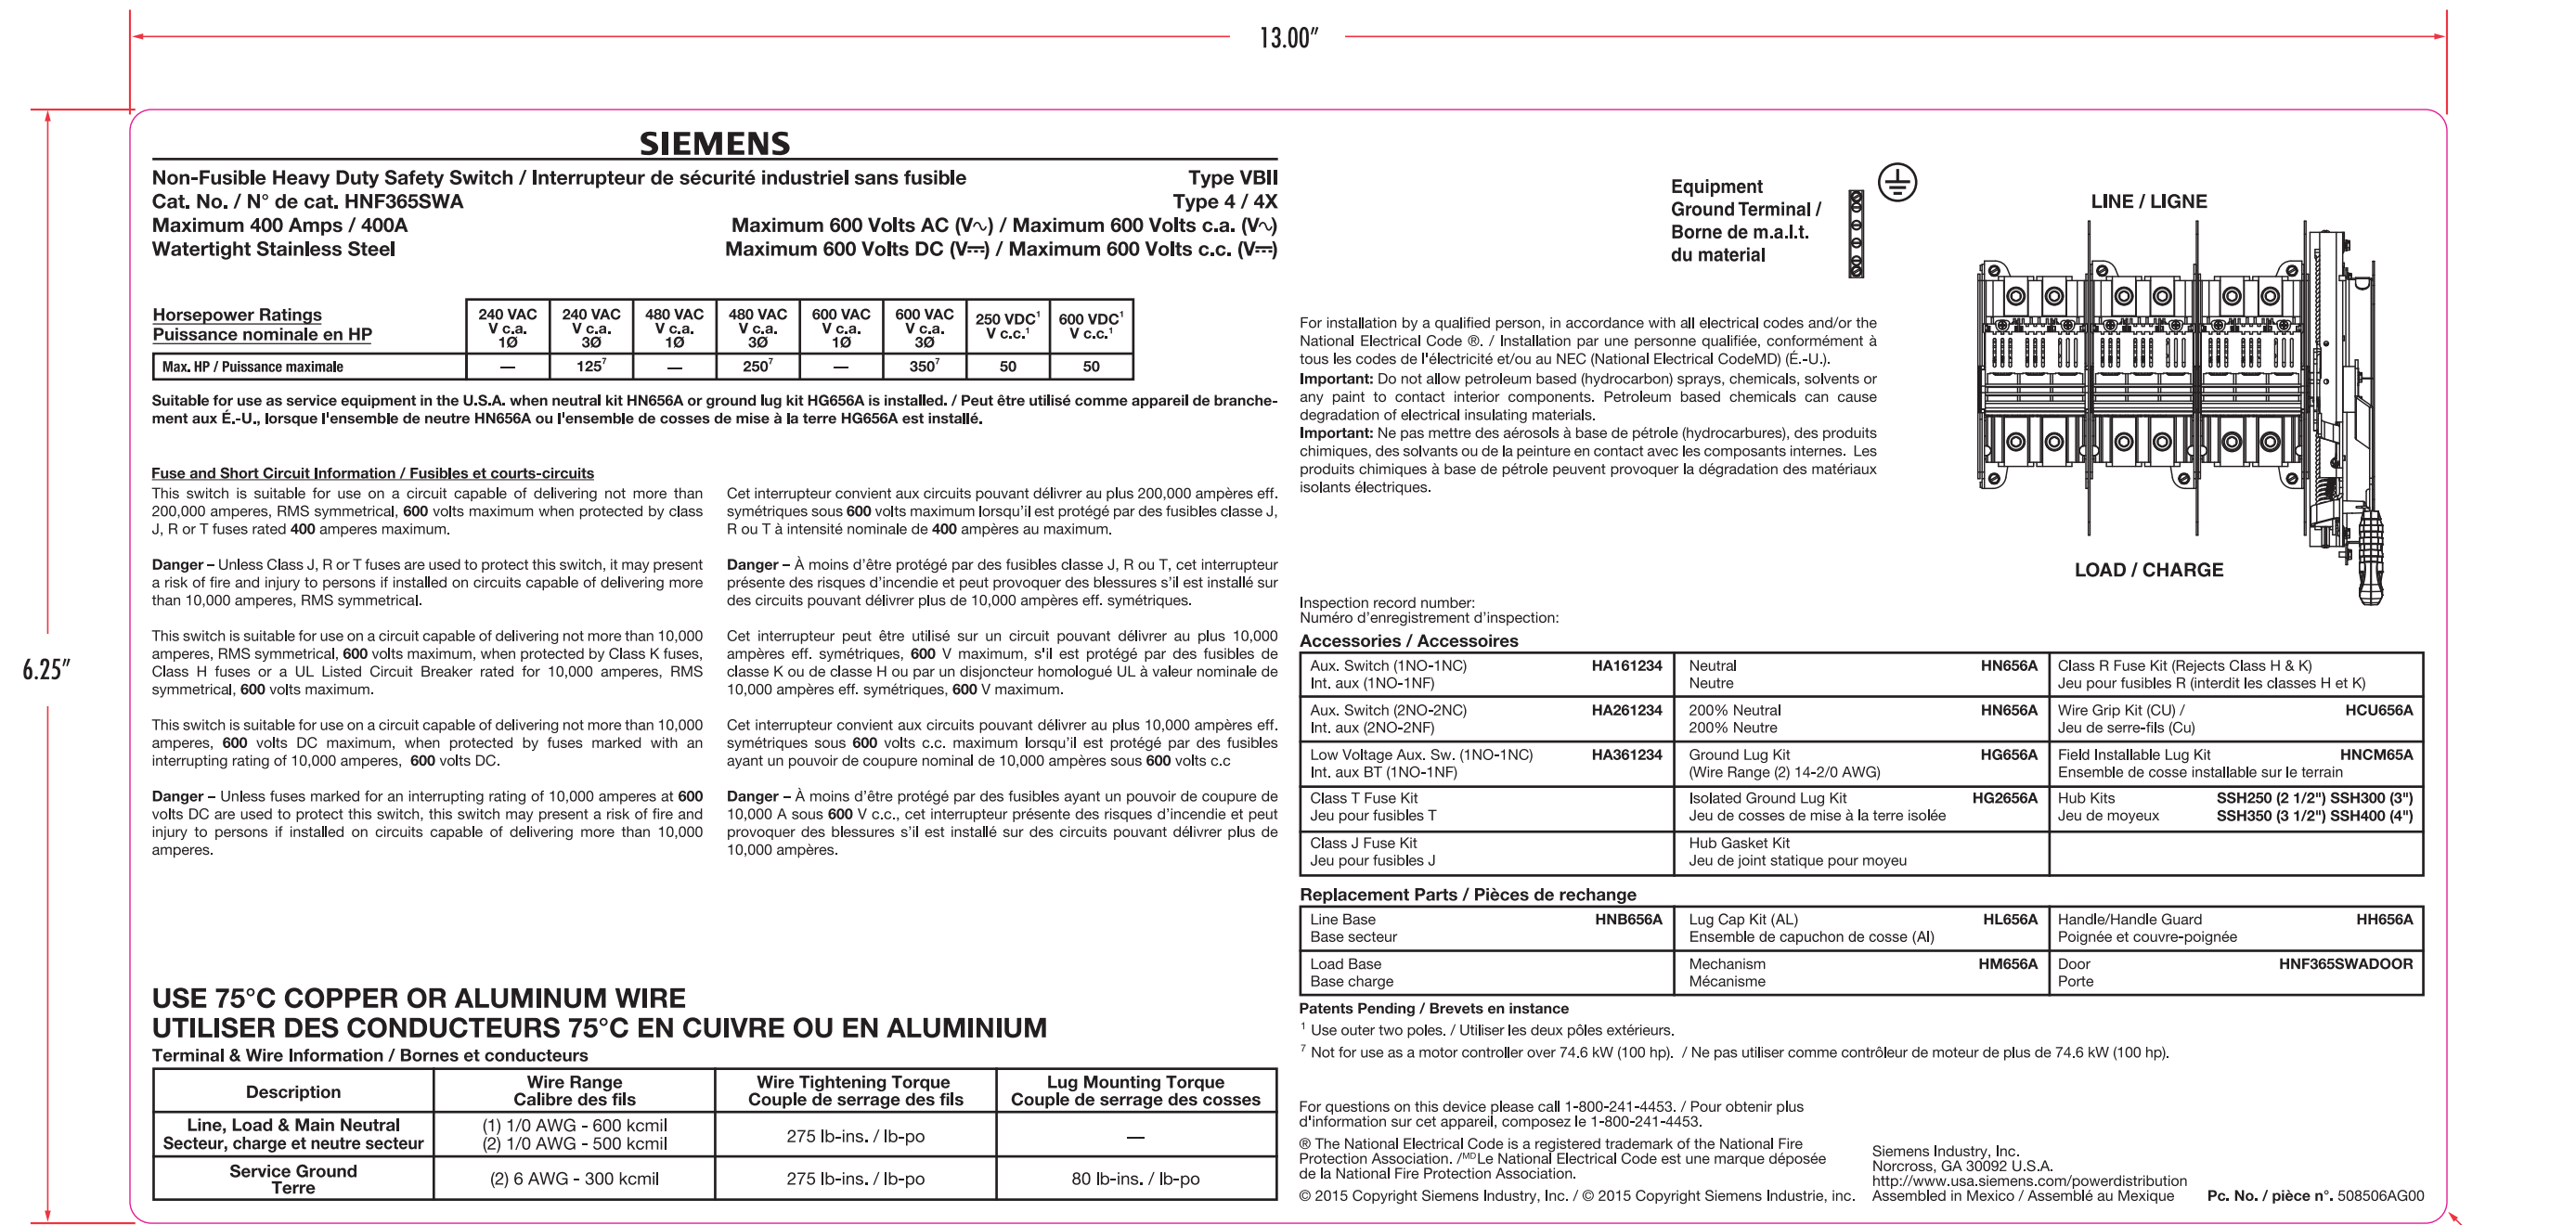 13.00"
6.25"
SIEMENS
Non-Fusible Heavy Duty Safety Switch / Interrupteur de sécurité industriel sans fusible Type VBII
Cat. No. / N° de cat. HNF365SWA Type 4 / 4X
Maximum 400 Amps / 400A Maximum 600 Volts AC (V∿) / Maximum 600 Volts c.a. (V∿)
Watertight Stainless Steel Maximum 600 Volts DC (V⎓) / Maximum 600 Volts c.c. (V⎓)
Horsepower Ratings
Puissance nominale en HP
240 VAC V c.a. 1Ø
240 VAC V c.a. 3Ø
480 VAC V c.a. 1Ø
480 VAC V c.a. 3Ø
600 VAC V c.a. 1Ø
600 VAC V c.a. 3Ø
250 VDC¹ V c.c.¹
600 VDC¹ V c.c.¹
Max. HP / Puissance maximale — 125⁷ — 250⁷ — 350⁷ 50 50
Suitable for use as service equipment in the U.S.A. when neutral kit HN656A or ground lug kit HG656A is installed. / Peut être utilisé comme appareil de branche-
ment aux É.-U., lorsque l'ensemble de neutre HN656A ou l'ensemble de cosses de mise à la terre HG656A est installé.
Fuse and Short Circuit Information / Fusibles et courts-circuits
This switch is suitable for use on a circuit capable of delivering not more than
200,000 amperes, RMS symmetrical, 600 volts maximum when protected by class
J, R or T fuses rated 400 amperes maximum.
Danger – Unless Class J, R or T fuses are used to protect this switch, it may present
a risk of fire and injury to persons if installed on circuits capable of delivering more
than 10,000 amperes, RMS symmetrical.
This switch is suitable for use on a circuit capable of delivering not more than 10,000
amperes, RMS symmetrical, 600 volts maximum, when protected by Class K fuses,
Class H fuses or a UL Listed Circuit Breaker rated for 10,000 amperes, RMS
symmetrical, 600 volts maximum.
This switch is suitable for use on a circuit capable of delivering not more than 10,000
amperes, 600 volts DC maximum, when protected by fuses marked with an
interrupting rating of 10,000 amperes, 600 volts DC.
Danger – Unless fuses marked for an interrupting rating of 10,000 amperes at 600
volts DC are used to protect this switch, this switch may present a risk of fire and
injury to persons if installed on circuits capable of delivering more than 10,000
amperes.
Cet interrupteur convient aux circuits pouvant délivrer au plus 200,000 ampères eff.
symétriques sous 600 volts maximum lorsqu'il est protégé par des fusibles classe J,
R ou T à intensité nominale de 400 ampères au maximum.
Danger – À moins d'être protégé par des fusibles classe J, R ou T, cet interrupteur
présente des risques d'incendie et peut provoquer des blessures s'il est installé sur
des circuits pouvant délivrer plus de 10,000 ampères eff. symétriques.
Cet interrupteur peut être utilisé sur un circuit pouvant délivrer au plus 10,000
ampères eff. symétriques, 600 V maximum, s'il est protégé par des fusibles de
classe K ou de classe H ou par un disjoncteur homologué UL à valeur nominale de
10,000 ampères eff. symétriques, 600 V maximum.
Cet interrupteur convient aux circuits pouvant délivrer au plus 10,000 ampères eff.
symétriques sous 600 volts c.c. maximum lorsqu'il est protégé par des fusibles
ayant un pouvoir de coupure nominal de 10,000 ampères sous 600 volts c.c
Danger – À moins d'être protégé par des fusibles ayant un pouvoir de coupure de
10,000 A sous 600 V c.c., cet interrupteur présente des risques d'incendie et peut
provoquer des blessures s'il est installé sur des circuits pouvant délivrer plus de
10,000 ampères.
USE 75°C COPPER OR ALUMINUM WIRE
UTILISER DES CONDUCTEURS 75°C EN CUIVRE OU EN ALUMINIUM
Terminal & Wire Information / Bornes et conducteurs
Description
Wire Range
Calibre des fils
Wire Tightening Torque
Couple de serrage des fils
Lug Mounting Torque
Couple de serrage des cosses
Line, Load & Main Neutral
Secteur, charge et neutre secteur
(1) 1/0 AWG - 600 kcmil
(2) 1/0 AWG - 500 kcmil
275 lb-ins. / lb-po
—
Service Ground
Terre
(2) 6 AWG - 300 kcmil
275 lb-ins. / lb-po
80 lb-ins. / lb-po
Equipment
Ground Terminal /
Borne de m.a.l.t.
du material
LINE / LIGNE
LOAD / CHARGE
For installation by a qualified person, in accordance with all electrical codes and/or the
National Electrical Code ®. / Installation par une personne qualifiée, conformément à
tous les codes de l'électricité et/ou au NEC (National Electrical CodeMD) (É.-U.).
Important: Do not allow petroleum based (hydrocarbon) sprays, chemicals, solvents or
any paint to contact interior components. Petroleum based chemicals can cause
degradation of electrical insulating materials.
Important: Ne pas mettre des aérosols à base de pétrole (hydrocarbures), des produits
chimiques, des solvants ou de la peinture en contact avec les composants internes. Les
produits chimiques à base de pétrole peuvent provoquer la dégradation des matériaux
isolants électriques.
Inspection record number:
Numéro d'enregistrement d'inspection:
Accessories / Accessoires
Aux. Switch (1NO-1NC) HA161234
Int. aux (1NO-1NF)
Neutral HN656A
Neutre
Class R Fuse Kit (Rejects Class H & K)
Jeu pour fusibles R (interdit les classes H et K)
Aux. Switch (2NO-2NC) HA261234
Int. aux (2NO-2NF)
200% Neutral HN656A
200% Neutre
Wire Grip Kit (CU) / HCU656A
Jeu de serre-fils (Cu)
Low Voltage Aux. Sw. (1NO-1NC) HA361234
Int. aux BT (1NO-1NF)
Ground Lug Kit HG656A
(Wire Range (2) 14-2/0 AWG)
Field Installable Lug Kit HNCM65A
Ensemble de cosse installable sur le terrain
Class T Fuse Kit
Jeu pour fusibles T
Isolated Ground Lug Kit HG2656A
Jeu de cosses de mise à la terre isolée
Hub Kits SSH250 (2 1/2") SSH300 (3")
Jeu de moyeux SSH350 (3 1/2") SSH400 (4")
Class J Fuse Kit
Jeu pour fusibles J
Hub Gasket Kit
Jeu de joint statique pour moyeu
Replacement Parts / Pièces de rechange
Line Base HNB656A
Base secteur
Lug Cap Kit (AL) HL656A
Ensemble de capuchon de cosse (Al)
Handle/Handle Guard HH656A
Poignée et couvre-poignée
Load Base
Base charge
Mechanism HM656A
Mécanisme
Door HNF365SWADOOR
Porte
Patents Pending / Brevets en instance
¹ Use outer two poles. / Utiliser les deux pôles extérieurs.
⁷ Not for use as a motor controller over 74.6 kW (100 hp). / Ne pas utiliser comme contrôleur de moteur de plus de 74.6 kW (100 hp).
For questions on this device please call 1-800-241-4453. / Pour obtenir plus
d'information sur cet appareil, composez le 1-800-241-4453.
® The National Electrical Code is a registered trademark of the National Fire
Protection Association. /ᴹᴰLe National Electrical Code est une marque déposée
de la National Fire Protection Association.
© 2015 Copyright Siemens Industry, Inc. / © 2015 Copyright Siemens Industrie, inc.
Siemens Industry, Inc.
Norcross, GA 30092 U.S.A.
http://www.usa.siemens.com/powerdistribution
Assembled in Mexico / Assemblé au Mexique
Pc. No. / pièce n°. 508506AG00